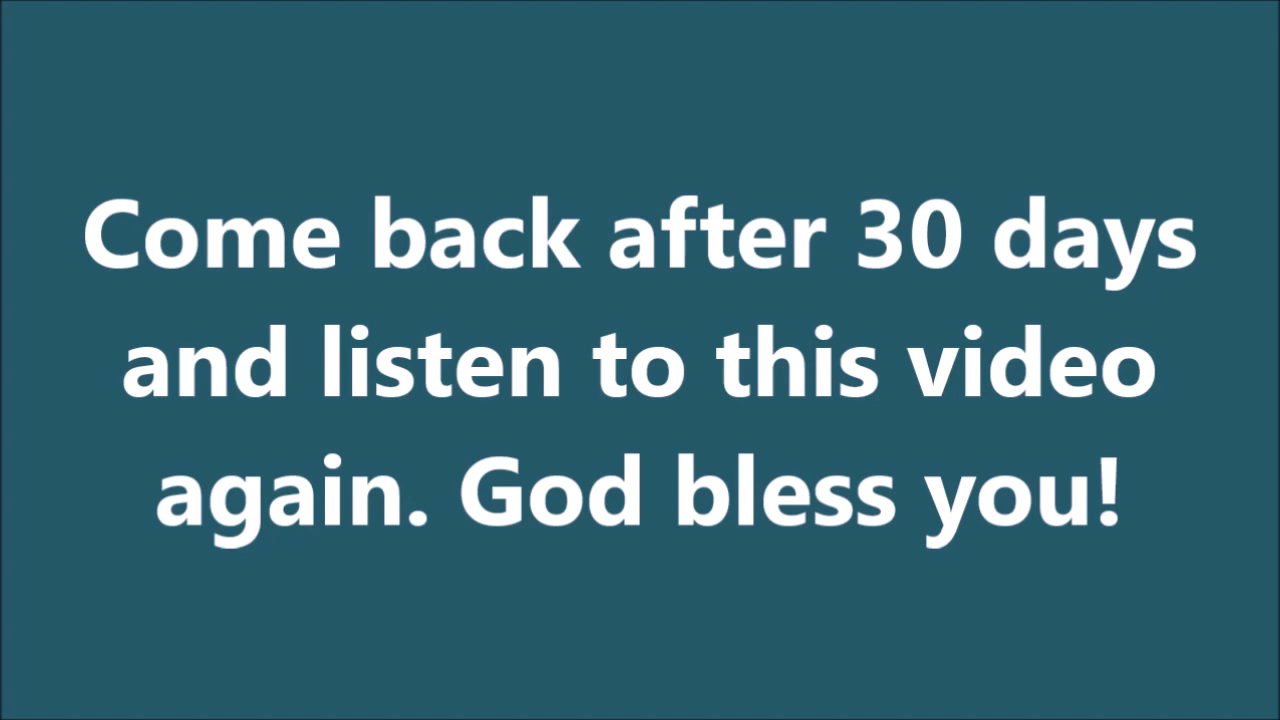 Come back after 30 days
and listen to this video
again. God bless you!